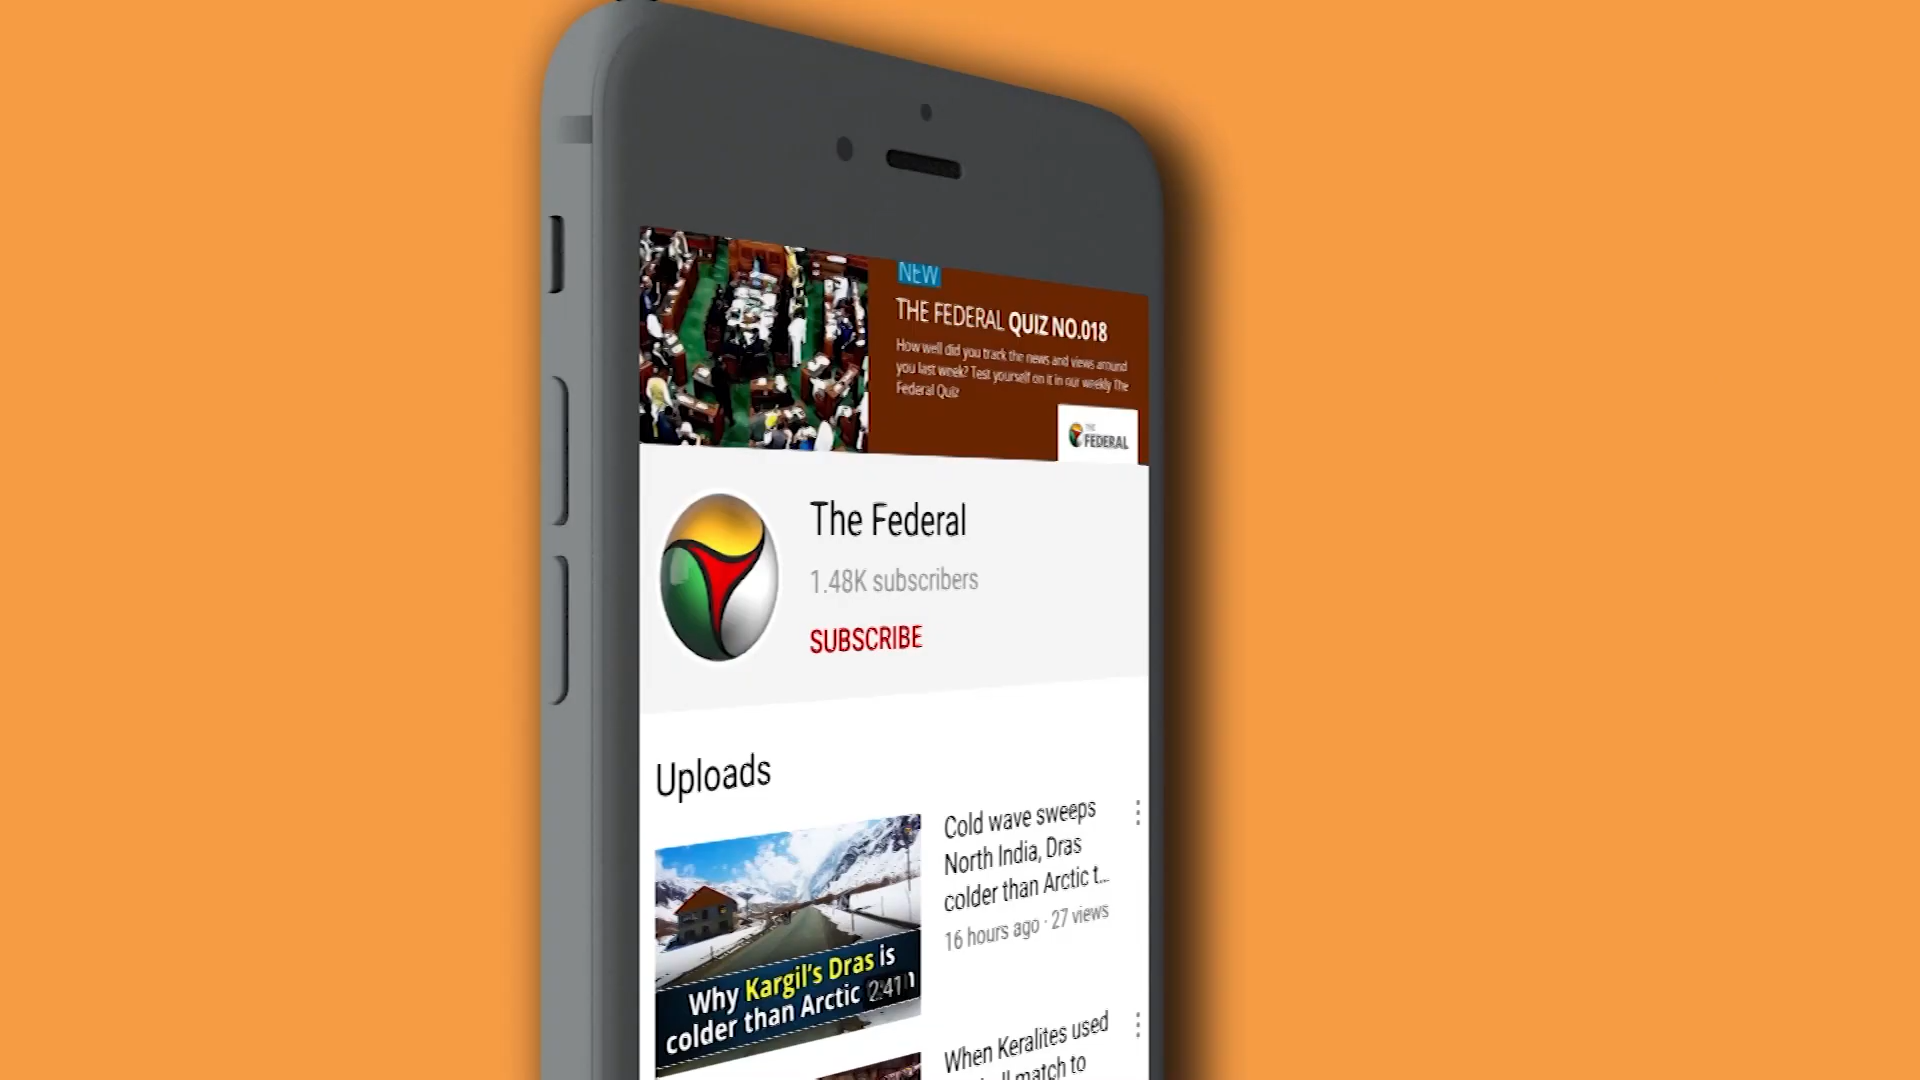 NEW
THE FEDERAL QUIZ NO.018
How well did you track the news and views around
you last week? Test yourself on it in our weekly The
Federal Quiz
THE
FEDERAL
The Federal
1.48K subscribers
SUBSCRIBE
Uploads
Cold wave sweeps
North India, Dras
colder than Arctic t...
16 hours ago · 27 views
Why Kargil's Dras is
colder than Arctic
2:41
When Keralites used
match to